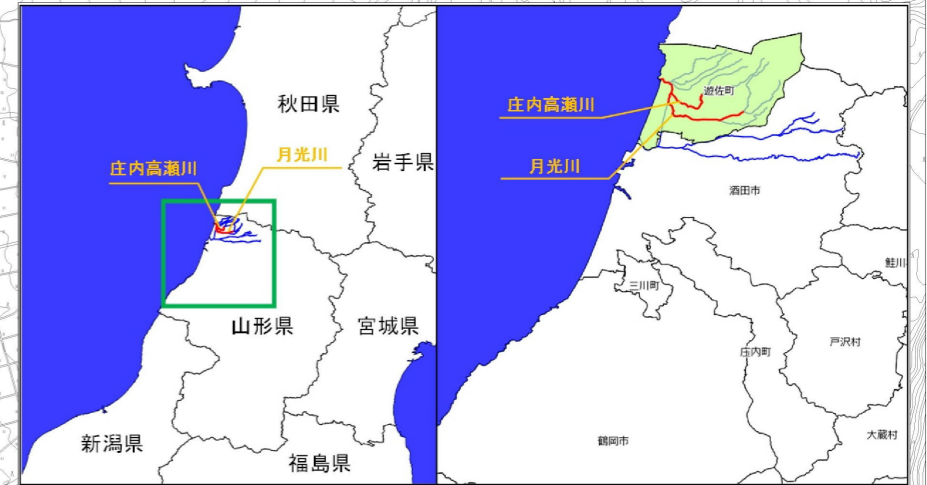 秋田県
岩手県
庄内高瀬川
月光川
山形県
宮城県
新潟県
福島県
遊佐町
庄内高瀬川
月光川
酒田市
鮭川
三川町
戸沢村
庄内町
大蔵村
鶴岡市